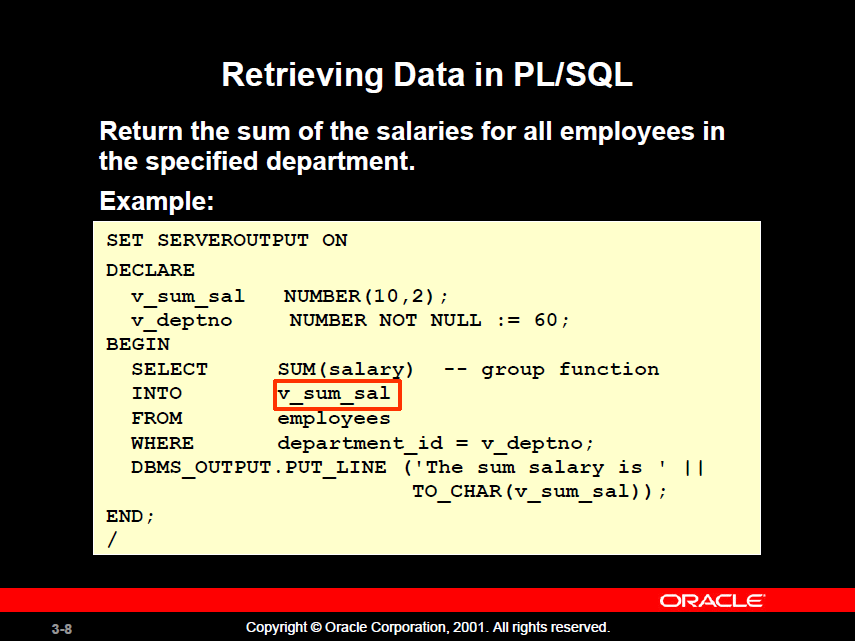 Retrieving Data in PL/SQL
Return the sum of the salaries for all employees in
the specified department.
Example:
SET SERVEROUTPUT ON
DECLARE
  v_sum_sal   NUMBER(10,2);
  v_deptno    NUMBER NOT NULL := 60;
BEGIN
  SELECT     SUM(salary)  -- group function
  INTO       v_sum_sal
  FROM       employees
  WHERE      department_id = v_deptno;
  DBMS_OUTPUT.PUT_LINE ('The sum salary is ' ||
                        TO_CHAR(v_sum_sal));
END;
/
ORACLE®
3-8 Copyright © Oracle Corporation, 2001. All rights reserved.